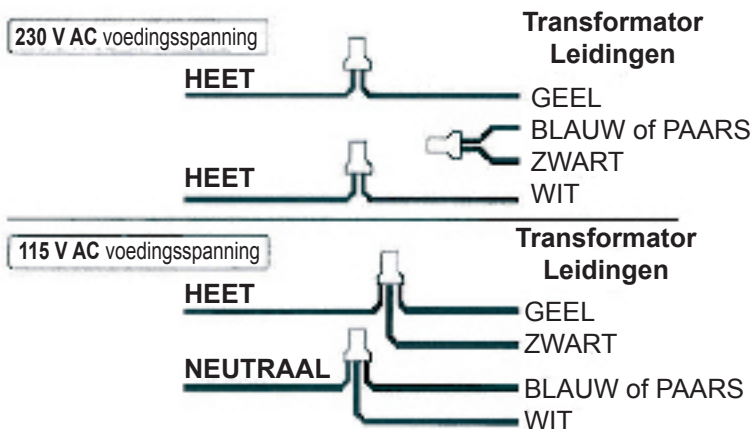 230 V AC voedingsspanning
Transformator
Leidingen
HEET
GEEL
BLAUW of PAARS
ZWART
HEET
WIT
115 V AC voedingsspanning
Transformator
Leidingen
HEET
GEEL
ZWART
NEUTRAAL
BLAUW of PAARS
WIT